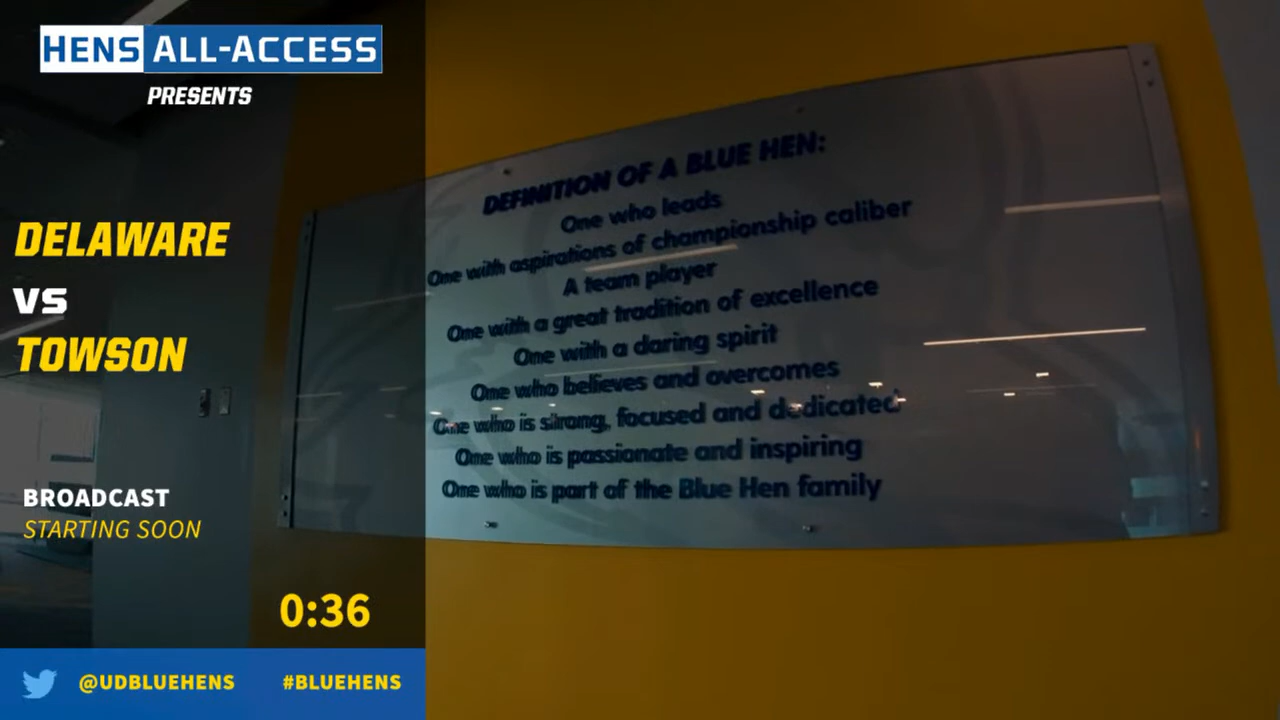 HENS ALL-ACCESS
PRESENTS
DELAWARE
VS
TOWSON
BROADCAST
STARTING SOON
0:36
@UDBLUEHENS #BLUEHENS
DEFINITION OF A BLUE HEN:
One who leads
One with aspirations of championship caliber
A team player
One with a great tradition of excellence
One with a daring spirit
One who believes and overcomes
One who is strong, focused and dedicated
One who is passionate and inspiring
One who is part of the Blue Hen family